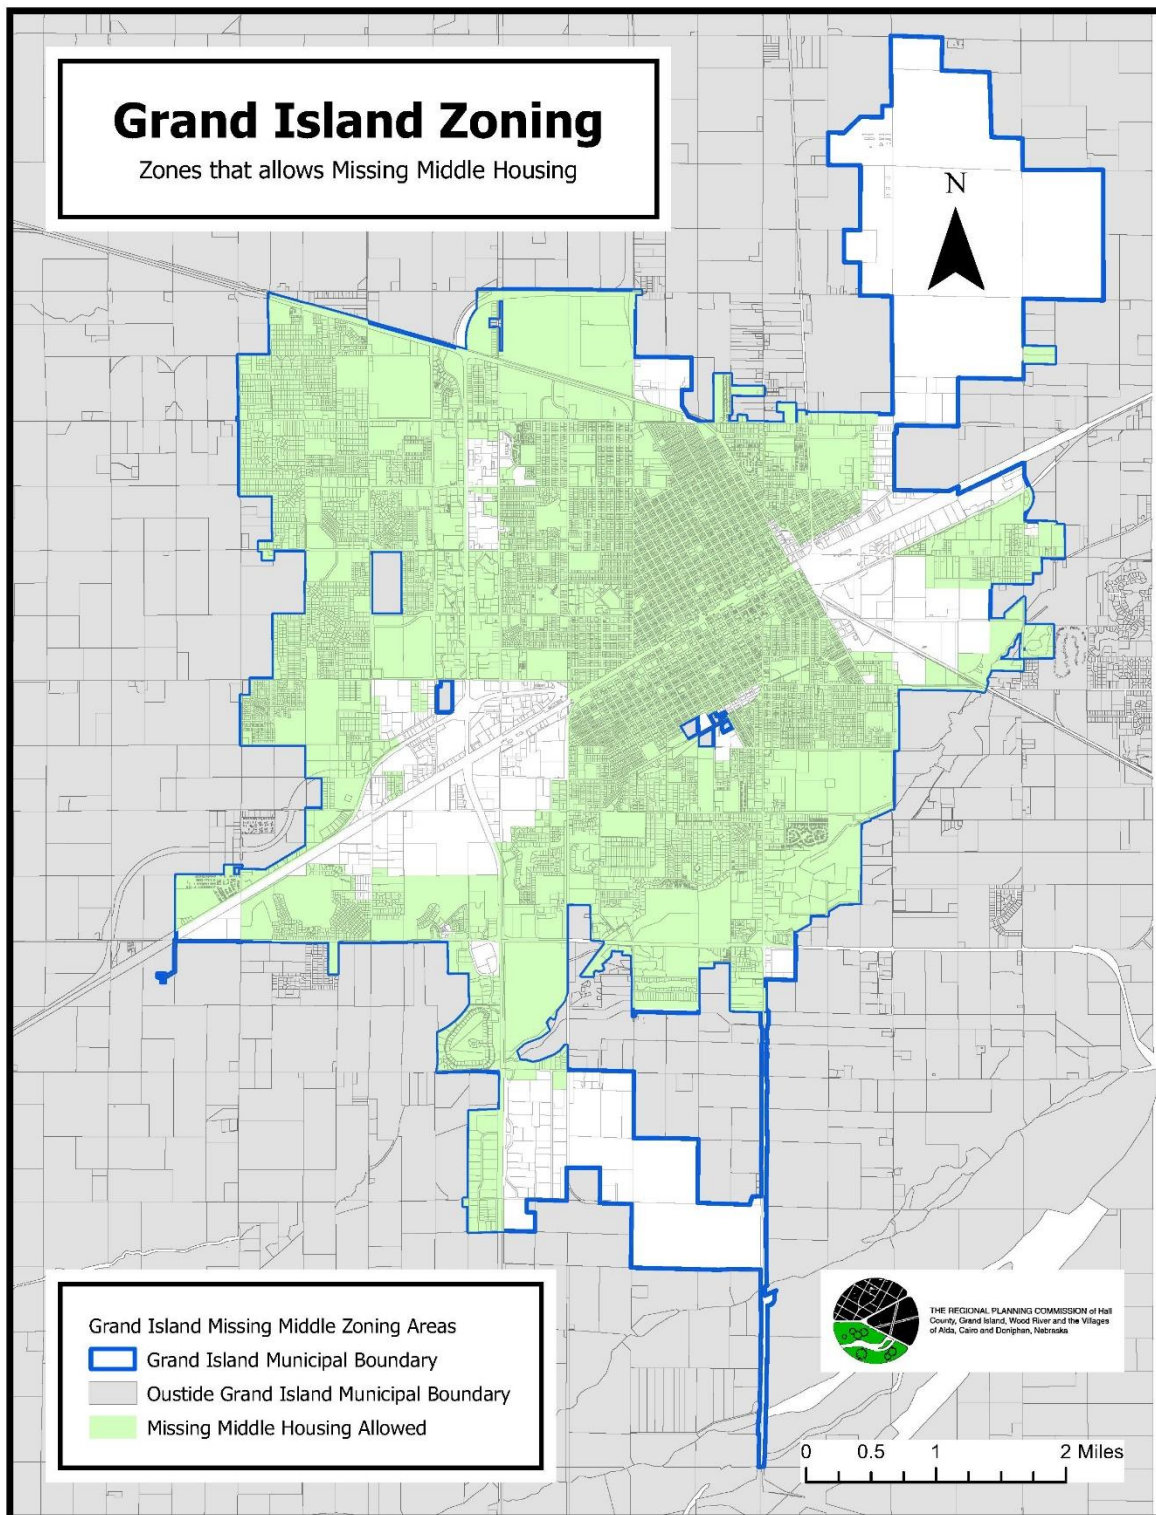 Grand Island Zoning
Zones that allows Missing Middle Housing
N
Grand Island Missing Middle Zoning Areas
Grand Island Municipal Boundary
Oustide Grand Island Municipal Boundary
Missing Middle Housing Allowed
THE REGIONAL PLANNING COMMISSION of Hall
County, Grand Island, Wood River and the Villages
of Alda, Cairo and Doniphan, Nebraska
0 0.5 1 2 Miles